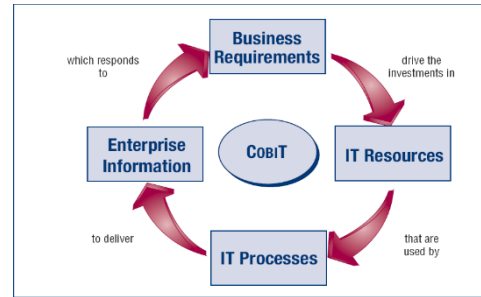 Business
Requirements
which responds
to
drive the
investments in
Enterprise
Information
COBIT
IT Resources
to deliver
IT Processes
that are
used by